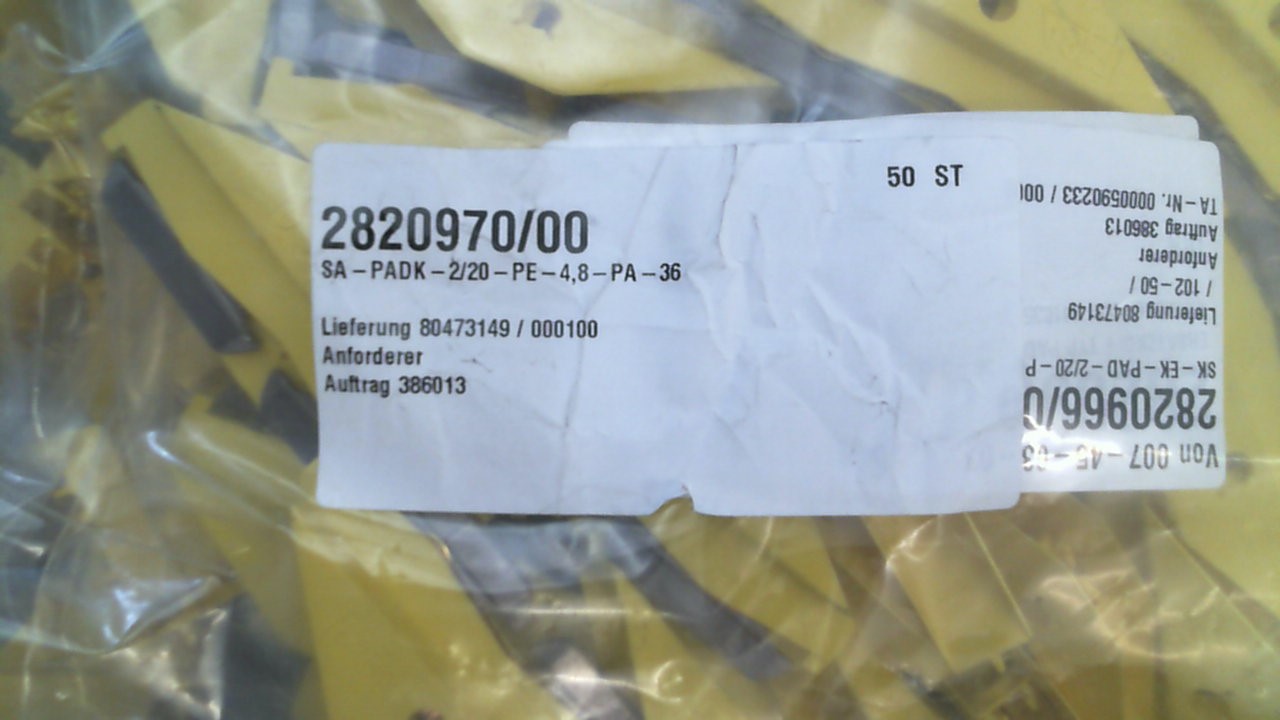 50 ST
2820970/00
SA-PADK-2/20-PE-4,8-PA-36
Lieferung 80473149 / 000100
Anforderer
Auftrag 386013
Von 007-45-
2820966/0
SK-EK-PAD-2/20-P
Lieferung 80473149
/ 102-50 /
Anforderer
Auftrag 386013
TA-Nr. 0000590233 / 000